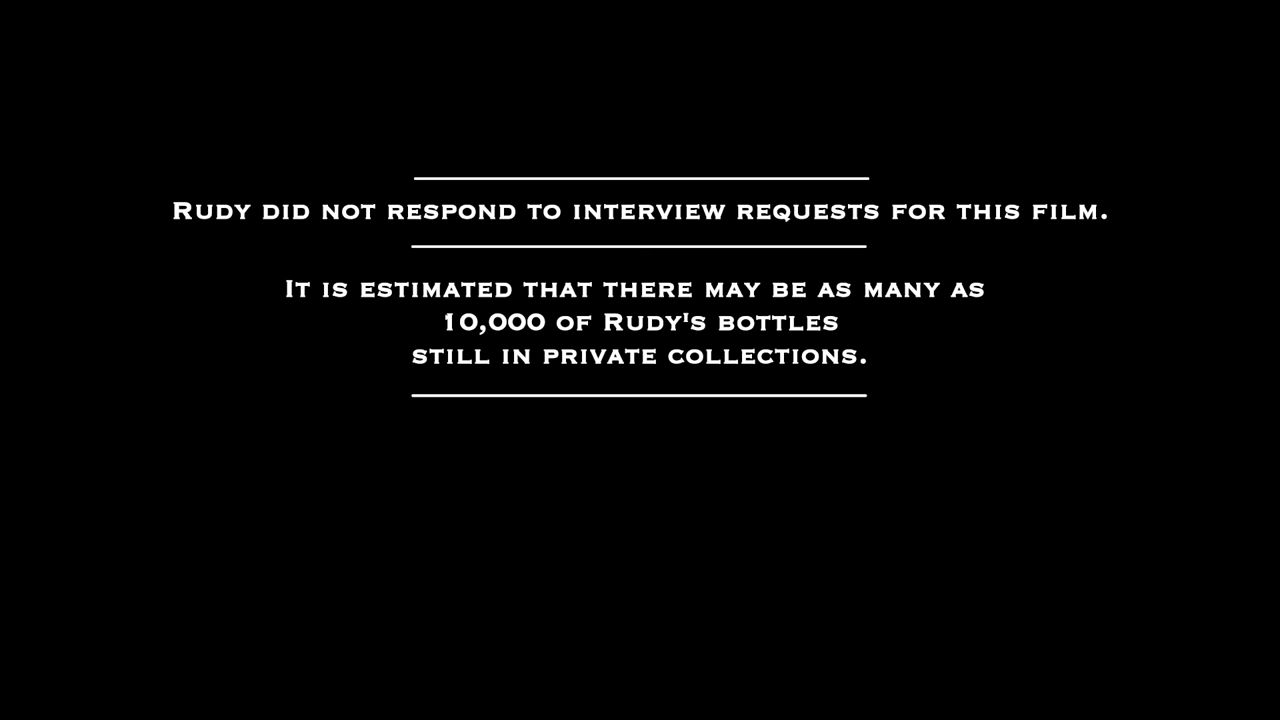 Rudy did not respond to interview requests for this film.
It is estimated that there may be as many as
10,000 of Rudy's bottles
still in private collections.